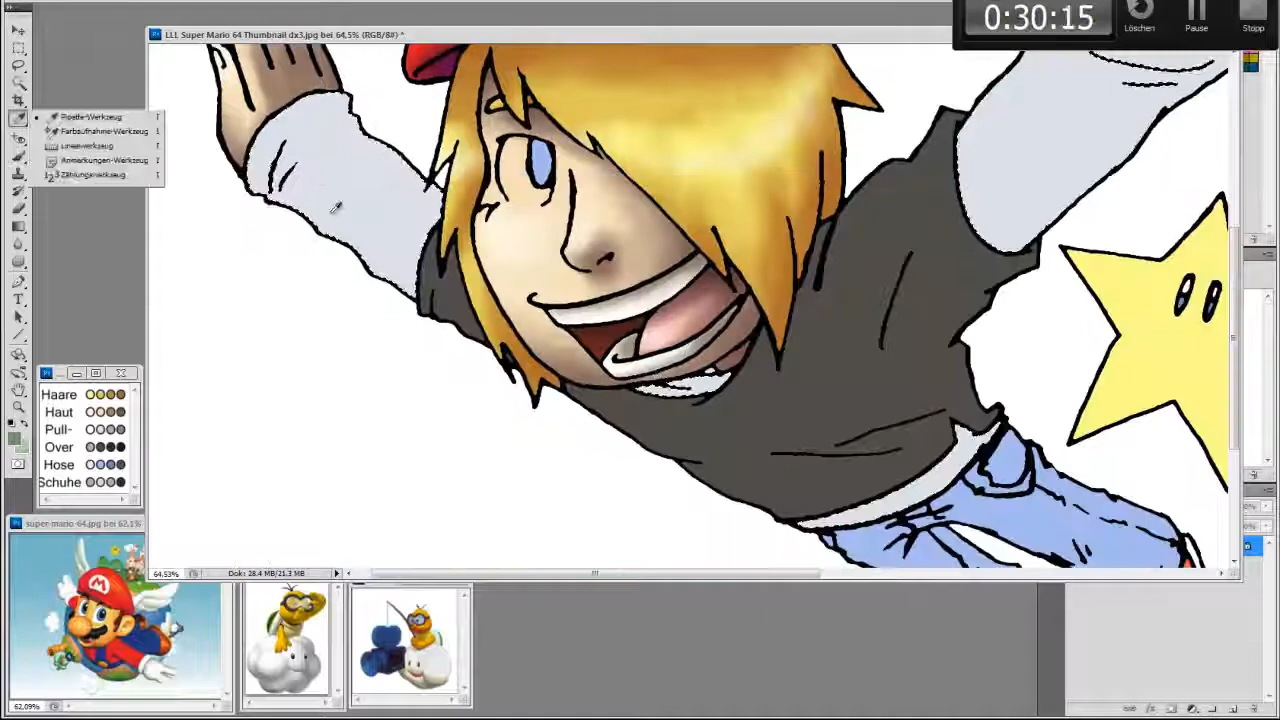 0:30:15
Löschen
Pause
Stopp
LLL Super Mario 64 Thumbnail dx3.jpg bei 64,5% (RGB/8#) *
Pipette-Werkzeug I
Farbaufnahme-Werkzeug I
Linealwerkzeug I
Anmerkungen-Werkzeug I
Zählungswerkzeug I
Haare
Haut
Pull-
Over
Hose
Schuhe
super-mario-64.jpg bei 62,1%
64,53%
Dok: 28,4 MB/21,3 MB
62,09%